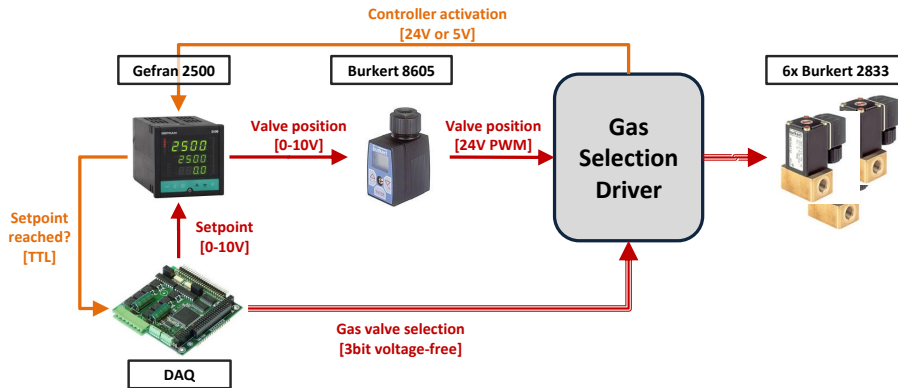 Controller activation
[24V or 5V]
Gefran 2500
Burkert 8605
6x Burkert 2833
Valve position
[0-10V]
Valve position
[24V PWM]
Gas
Selection
Driver
2500
2500
0.0
Setpoint
reached?
[TTL]
Setpoint
[0-10V]
Gas valve selection
[3bit voltage-free]
DAQ